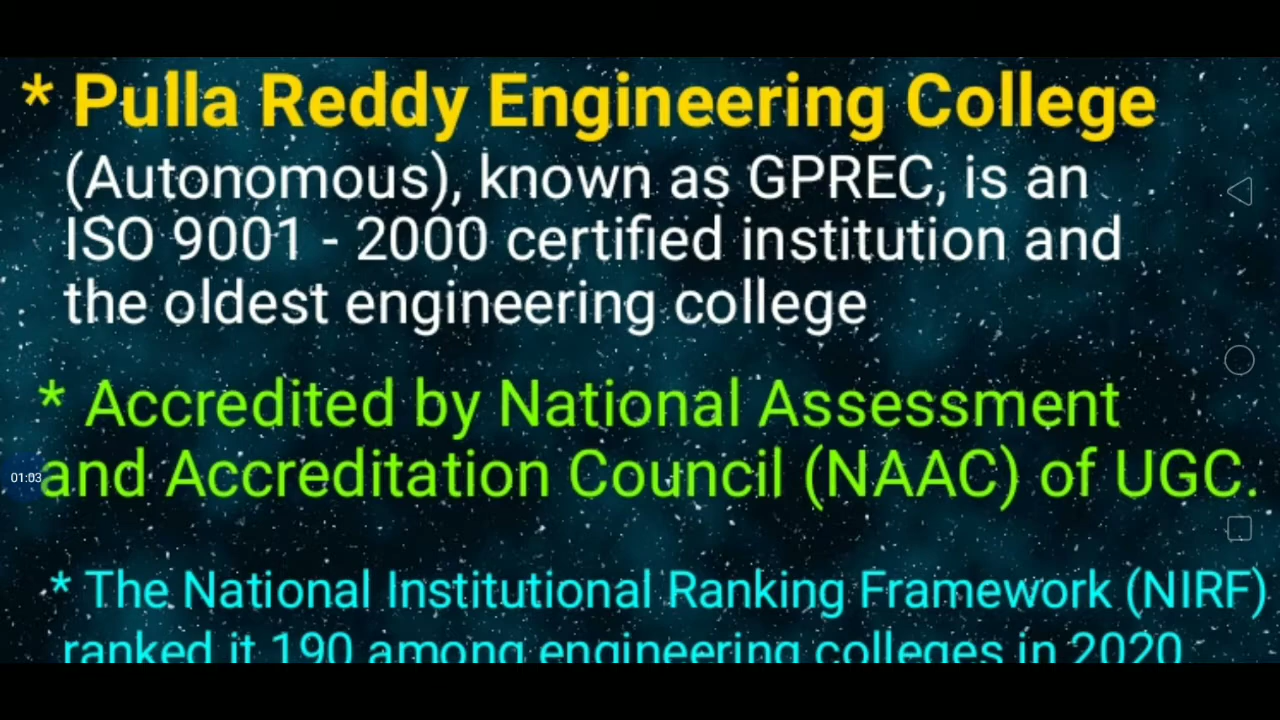 * Pulla Reddy Engineering College
(Autonomous), known as GPREC, is an
ISO 9001 - 2000 certified institution and
the oldest engineering college
* Accredited by National Assessment
01:03
and Accreditation Council (NAAC) of UGC.
* The National Institutional Ranking Framework (NIRF)
ranked it 190 among engineering colleges in 2020